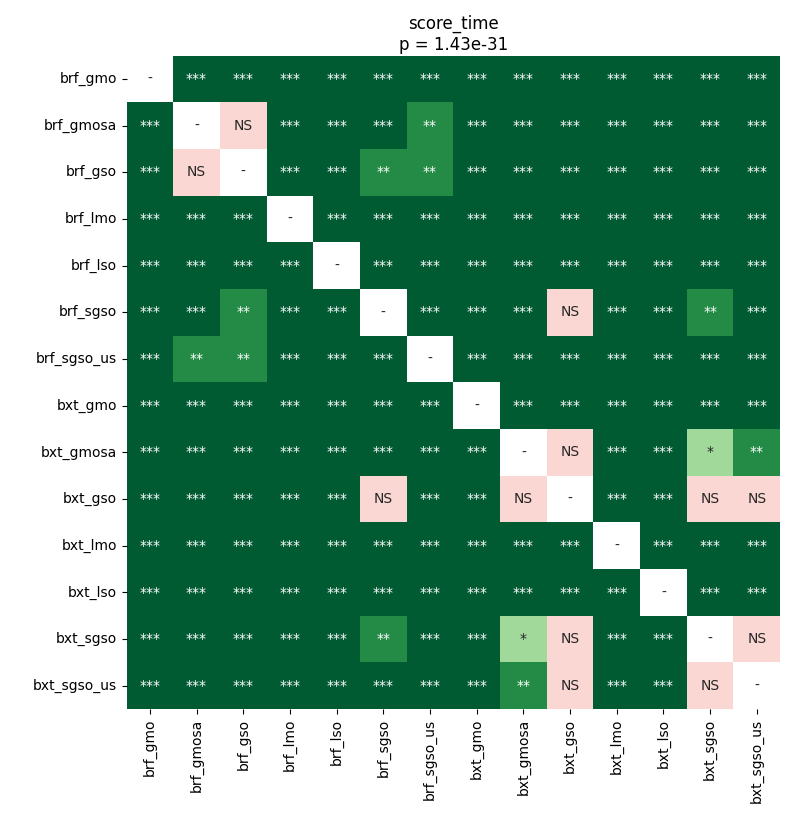 score_time
p = 1.43e-31
brf_gmo - *** *** *** *** *** *** *** *** *** *** *** *** ***
brf_gmosa *** - NS *** *** *** ** *** *** *** *** *** *** ***
brf_gso *** NS - *** *** ** ** *** *** *** *** *** *** ***
brf_lmo *** *** *** - *** *** *** *** *** *** *** *** *** ***
brf_lso *** *** *** *** - *** *** *** *** *** *** *** *** ***
brf_sgso *** *** ** *** *** - *** *** *** NS *** *** ** ***
brf_sgso_us *** ** ** *** *** *** - *** *** *** *** *** *** ***
bxt_gmo *** *** *** *** *** *** *** - *** *** *** *** *** ***
bxt_gmosa *** *** *** *** *** *** *** *** - NS *** *** * **
bxt_gso *** *** *** *** *** NS *** *** NS - *** *** NS NS
bxt_lmo *** *** *** *** *** *** *** *** *** *** - *** *** ***
bxt_lso *** *** *** *** *** *** *** *** *** *** *** - *** ***
bxt_sgso *** *** *** *** *** ** *** *** * NS *** *** - NS
bxt_sgso_us *** *** *** *** *** *** *** *** ** NS *** *** NS -
brf_gmo brf_gmosa brf_gso brf_lmo brf_lso brf_sgso brf_sgso_us bxt_gmo bxt_gmosa bxt_gso bxt_lmo bxt_lso bxt_sgso bxt_sgso_us